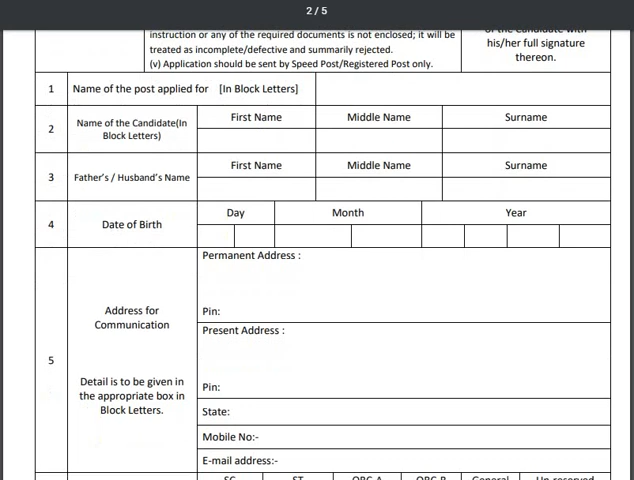 2 / 5
instruction or any of the required documents is not enclosed; it will be
treated as incomplete/defective and summarily rejected.
(v) Application should be sent by Speed Post/Registered Post only.
of the candidate with
his/her full signature
thereon.
1 Name of the post applied for [In Block Letters]
2 Name of the Candidate(In
Block Letters)
First Name Middle Name Surname
3 Father's / Husband's Name
First Name Middle Name Surname
4 Date of Birth
Day Month Year
5
Address for
Communication
Detail is to be given in
the appropriate box in
Block Letters.
Permanent Address :
Pin:
Present Address :
Pin:
State:
Mobile No:-
E-mail address:-
SC ST OBC-A OBC-B General Un-reserved